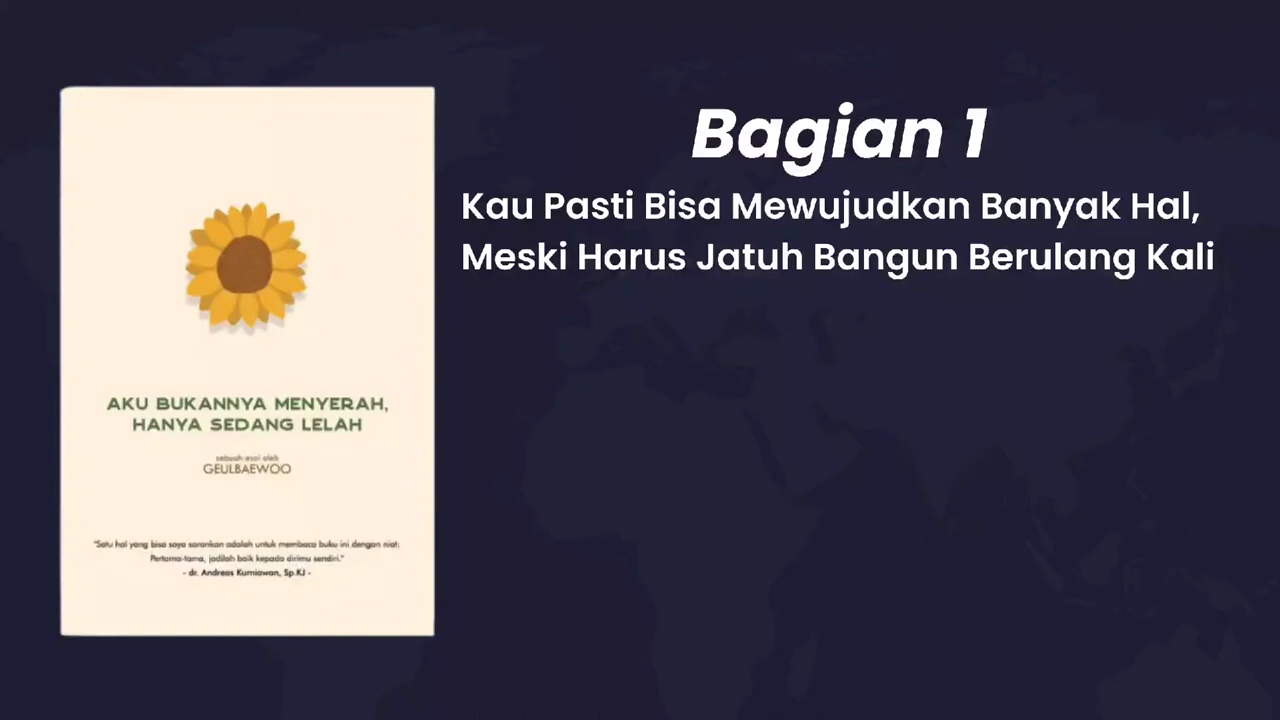 Bagian 1
Kau Pasti Bisa Mewujudkan Banyak Hal,
Meski Harus Jatuh Bangun Berulang Kali
AKU BUKANNYA MENYERAH,
HANYA SEDANG LELAH
sebuah esai oleh
GEULBAEWOO
"Satu hal yang bisa saya sarankan adalah untuk membaca buku ini dengan niat:
Pertama-tama, jadilah baik kepada dirimu sendiri."
- dr. Andreas Kurniawan, Sp.KJ -